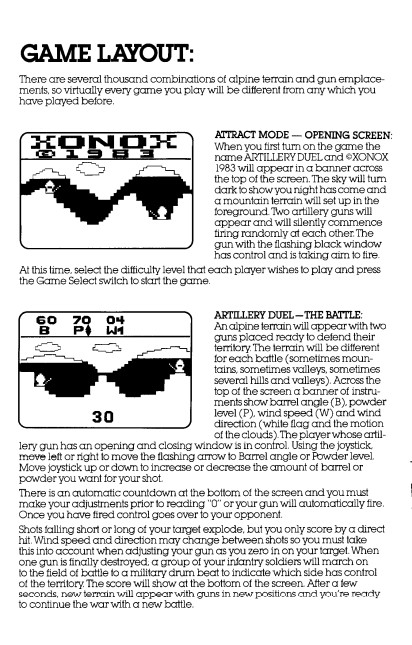 GAME LAYOUT:
There are several thousand combinations of alpine terrain and gun emplace-
ments, so virtually every game you play will be different from any which you
have played before.
XONOX
©1983
ATTRACT MODE — OPENING SCREEN:
When you first turn on the game the
name ARTILLERY DUEL and ©XONOX
1983 will appear in a banner across
the top of the screen. The sky will turn
dark to show you night has come and
a mountain terrain will set up in the
foreground. Two artillery guns will
appear and will silently commence
firing randomly at each other. The
gun with the flashing black window
has control and is taking aim to fire.
At this time, select the difficulty level that each player wishes to play and press
the Game Select switch to start the game.
60 70 04
B P W
30
ARTILLERY DUEL — THE BATTLE:
An alpine terrain will appear with two
guns placed ready to defend their
territory. The terrain will be different
for each battle (sometimes moun-
tains, sometimes valleys, sometimes
several hills and valleys). Across the
top of the screen a banner of instru-
ments show barrel angle (B), powder
level (P), wind speed (W) and wind
direction (white flag and the motion
of the clouds). The player whose artil-
lery gun has an opening and closing window is in control. Using the joystick,
move left or right to move the flashing arrow to Barrel angle or Powder level.
Move joystick up or down to increase or decrease the amount of barrel or
powder you want for your shot.
There is an automatic countdown at the bottom of the screen and you must
make your adjustments prior to reading "0" or your gun will automatically fire.
Once you have fired control goes over to your opponent.
Shots falling short or long of your target explode, but you only score by a direct
hit. Wind speed and direction may change between shots so you must take
this into account when adjusting your gun as you zero in on your target. When
one gun is finally destroyed, a group of your infantry soldiers will march on
to the field of battle to a military drum beat to indicate which side has control
of the territory. The score will show at the bottom of the screen. After a few
seconds, new terrain will appear with guns in new positions and you're ready
to continue the war with a new battle.